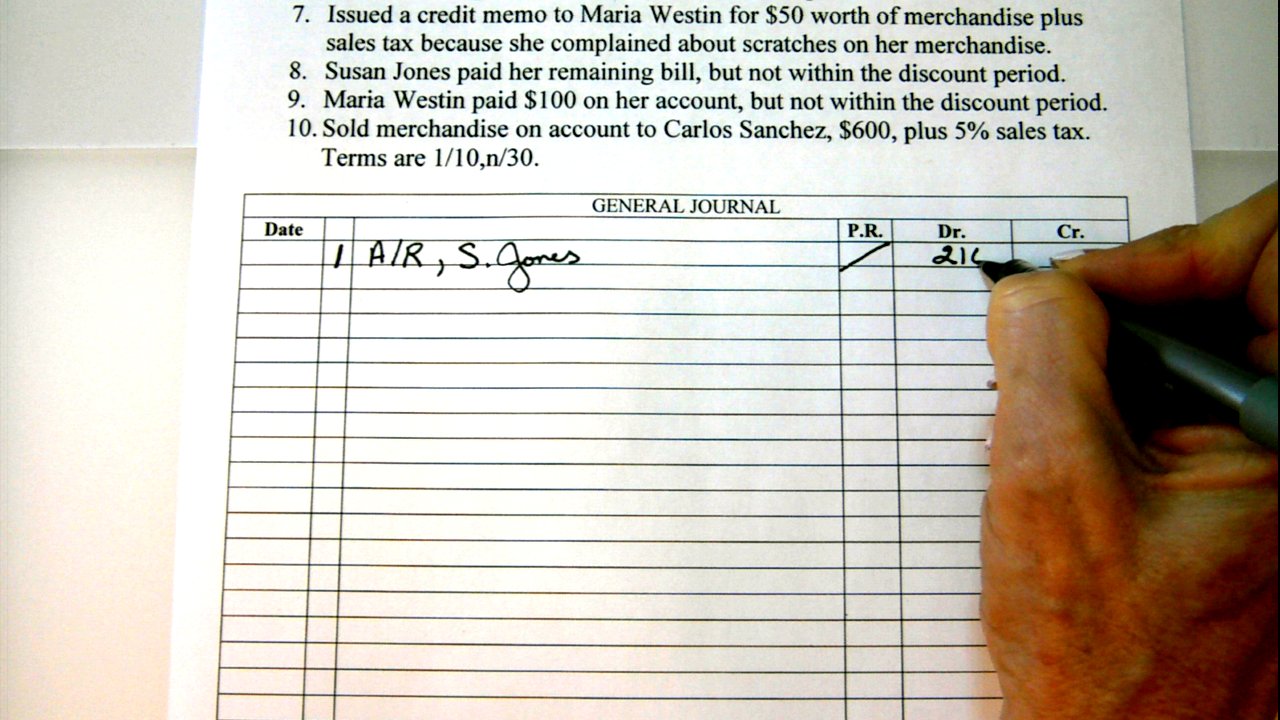 7. Issued a credit memo to Maria Westin for $50 worth of merchandise plus
sales tax because she complained about scratches on her merchandise.
8. Susan Jones paid her remaining bill, but not within the discount period.
9. Maria Westin paid $100 on her account, but not within the discount period.
10. Sold merchandise on account to Carlos Sanchez, $600, plus 5% sales tax.
Terms are 1/10,n/30.
GENERAL JOURNAL
Date P.R. Dr. Cr.
1 A/R, S. Jones 21